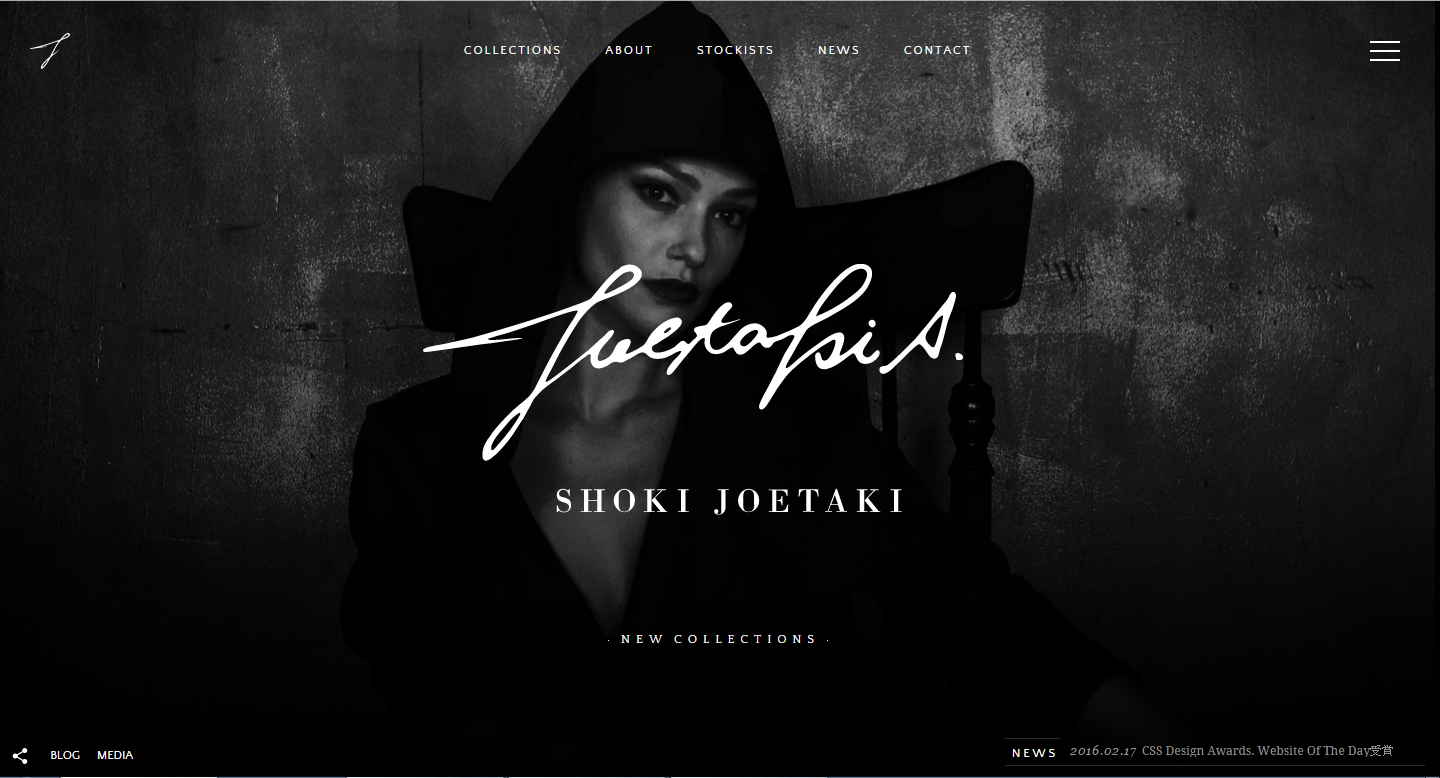 COLLECTIONS ABOUT STOCKISTS NEWS CONTACT
Joetaki S.
SHOKI JOETAKI
· NEW COLLECTIONS ·
BLOG MEDIA
NEWS 2016.02.17 CSS Design Awards. Website Of The Day受賞